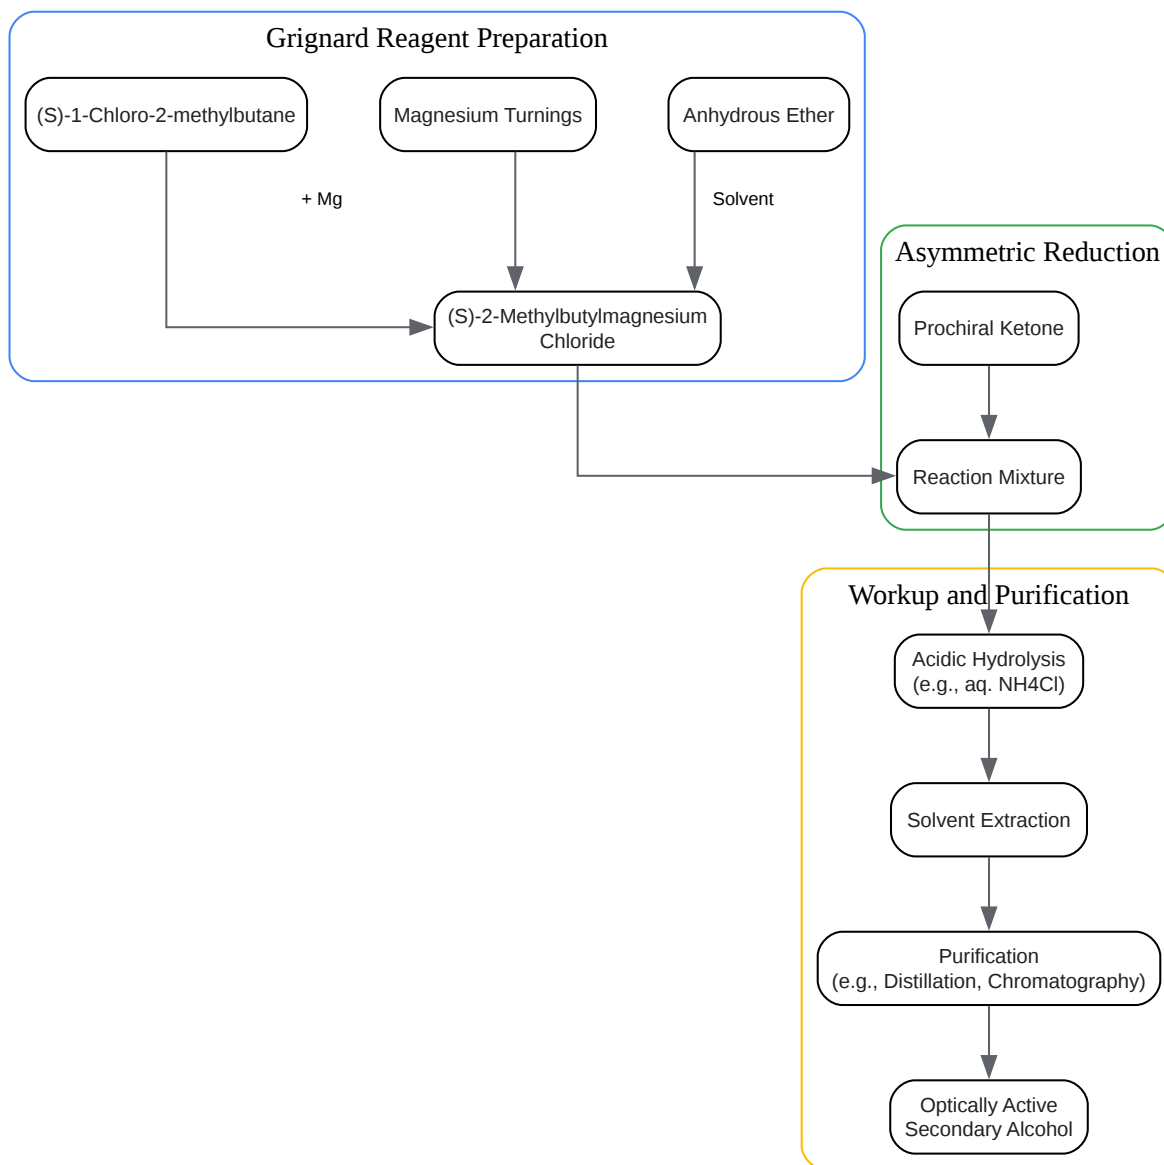 Grignard Reagent Preparation
(S)-1-Chloro-2-methylbutane
Magnesium Turnings
Anhydrous Ether
+ Mg
Solvent
(S)-2-Methylbutylmagnesium
Chloride
Asymmetric Reduction
Prochiral Ketone
Reaction Mixture
Workup and Purification
Acidic Hydrolysis
(e.g., aq. NH4Cl)
Solvent Extraction
Purification
(e.g., Distillation, Chromatography)
Optically Active
Secondary Alcohol